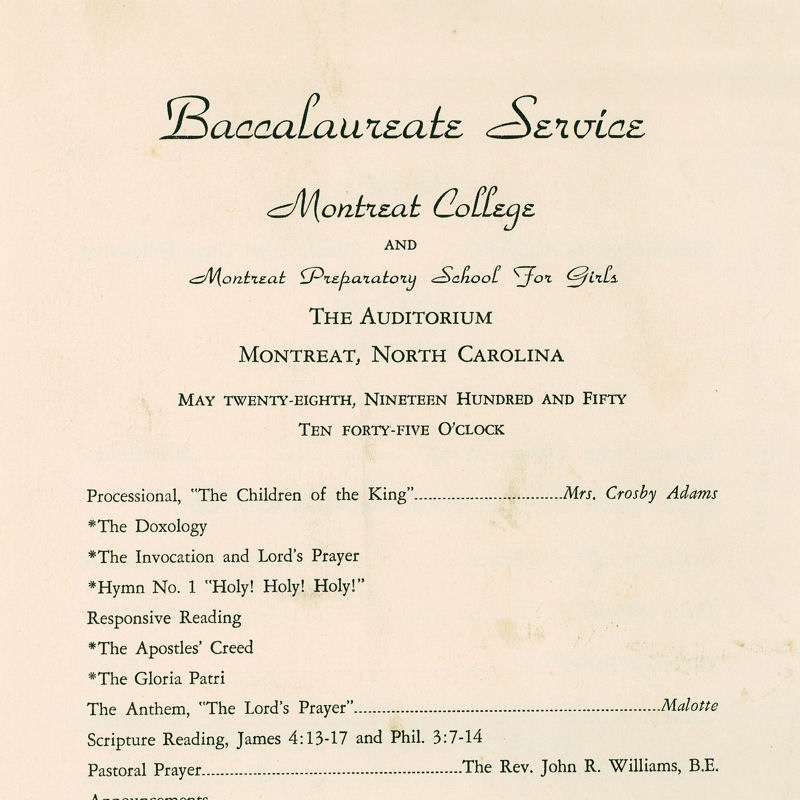 Baccalaureate Service
Montreat College
AND
Montreat Preparatory School For Girls
THE AUDITORIUM
MONTREAT, NORTH CAROLINA
MAY TWENTY-EIGHTH, NINETEEN HUNDRED AND FIFTY
TEN FORTY-FIVE O'CLOCK
Processional, "The Children of the King"..............................Mrs. Crosby Adams
*The Doxology
*The Invocation and Lord's Prayer
*Hymn No. 1 "Holy! Holy! Holy!"
Responsive Reading
*The Apostles' Creed
*The Gloria Patri
The Anthem, "The Lord's Prayer"..............................Malotte
Scripture Reading, James 4:13-17 and Phil. 3:7-14
Pastoral Prayer..............................The Rev. John R. Williams, B.E.
Announcements